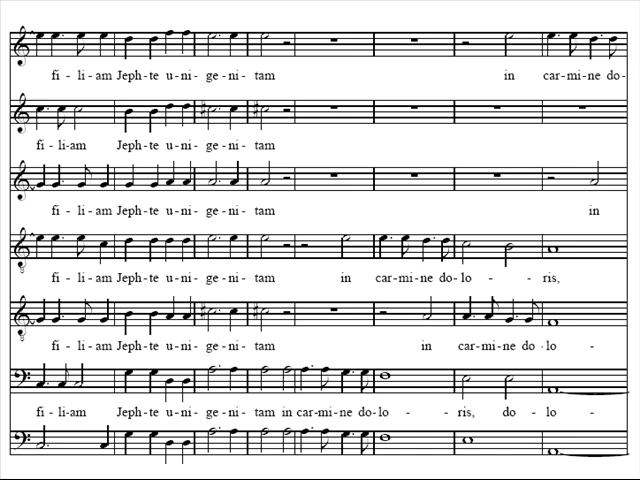 fi - li - am Jeph - te u - ni - ge - ni - tam in car - mi - ne do -
fi - li - am Jeph - te u - ni - ge - ni - tam
fi - li - am Jeph - te u - ni - ge - ni - tam in
fi - li - am Jeph - te u - ni - ge - ni - tam in car - mi - ne do - lo - - ris,
fi - li - am Jeph - te u - ni - ge - ni - tam in car - mi - ne do - lo -
fi - li - am Jeph - te u - ni - ge - ni - tam in car - mi - ne do - lo - ris, do - lo -